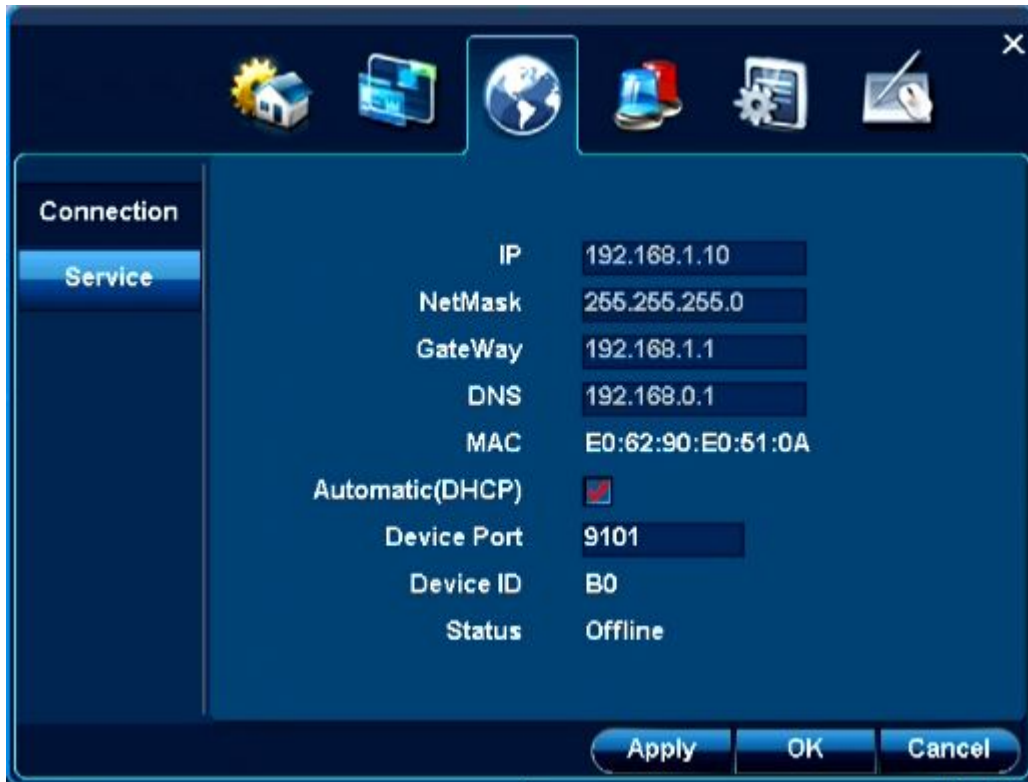 Connection
Service
IP 192.168.1.10
NetMask 255.255.255.0
GateWay 192.168.1.1
DNS 192.168.0.1
MAC E0:62:90:E0:51:0A
Automatic(DHCP)
Device Port 9101
Device ID B0
Status Offline
Apply OK Cancel